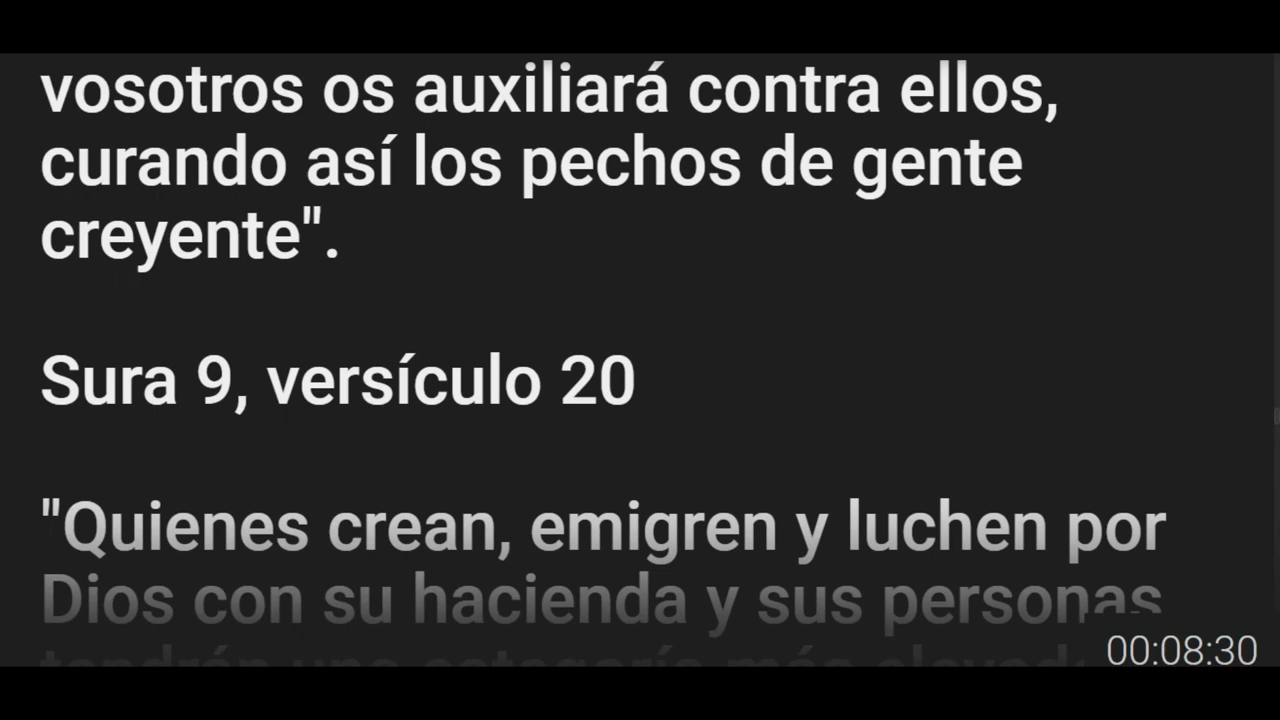 vosotros os auxiliará contra ellos,
curando así los pechos de gente
creyente".
Sura 9, versículo 20
"Quienes crean, emigren y luchen por
Dios con su hacienda y sus personas
00:08:30